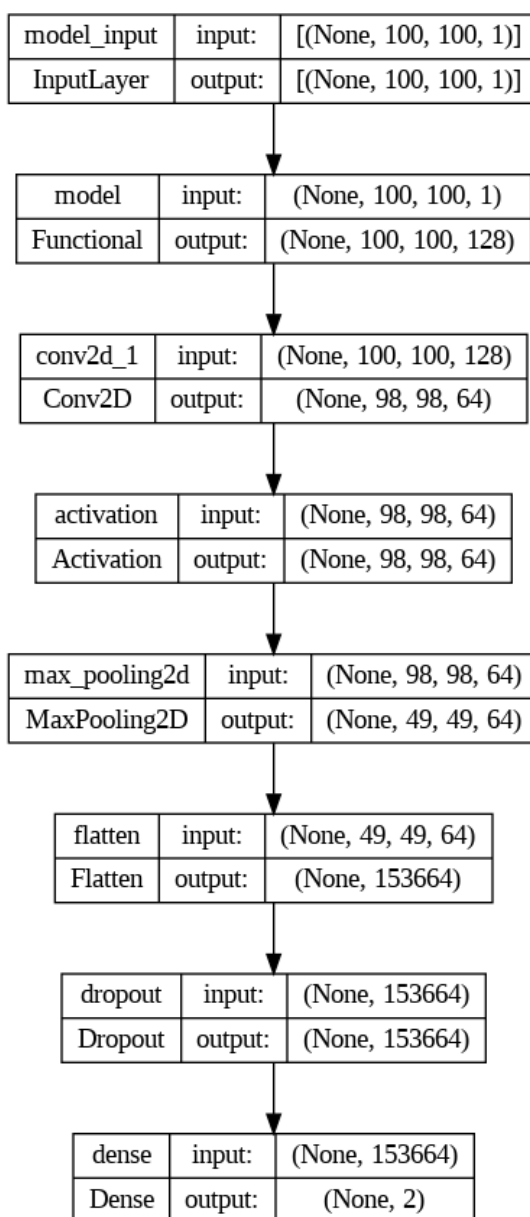 model_input input: [(None, 100, 100, 1)]
InputLayer output: [(None, 100, 100, 1)]
model input: (None, 100, 100, 1)
Functional output: (None, 100, 100, 128)
conv2d_1 input: (None, 100, 100, 128)
Conv2D output: (None, 98, 98, 64)
activation input: (None, 98, 98, 64)
Activation output: (None, 98, 98, 64)
max_pooling2d input: (None, 98, 98, 64)
MaxPooling2D output: (None, 49, 49, 64)
flatten input: (None, 49, 49, 64)
Flatten output: (None, 153664)
dropout input: (None, 153664)
Dropout output: (None, 153664)
dense input: (None, 153664)
Dense output: (None, 2)